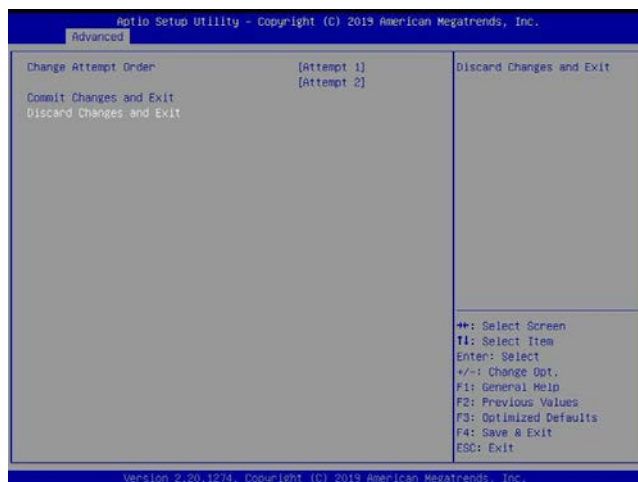 Aptio Setup Utility – Copyright (C) 2019 American Megatrends, Inc.
Advanced
Change Attempt Order [Attempt 1]
[Attempt 2]
Commit Changes and Exit
Discard Changes and Exit
Discard Changes and Exit
→←: Select Screen
↑↓: Select Item
Enter: Select
+/-: Change Opt.
F1: General Help
F2: Previous Values
F3: Optimized Defaults
F4: Save & Exit
ESC: Exit
Version 2.20.1274. Copyright (C) 2019 American Megatrends, Inc.